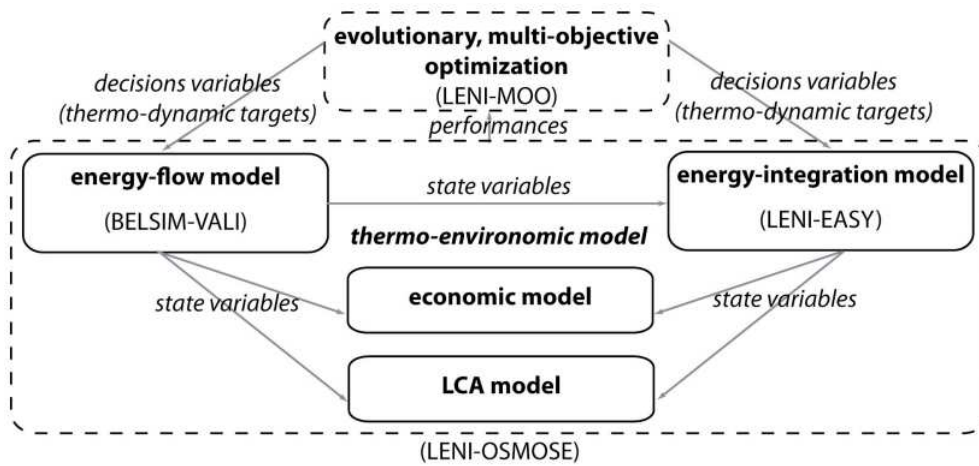 evolutionary, multi-objective
optimization
(LENI-MOO)
decisions variables
(thermo-dynamic targets)
decisions variables
(thermo-dynamic targets)
performances
energy-flow model
(BELSIM-VALI)
state variables
energy-integration model
(LENI-EASY)
thermo-environomic model
state variables
economic model
state variables
LCA model
(LENI-OSMOSE)